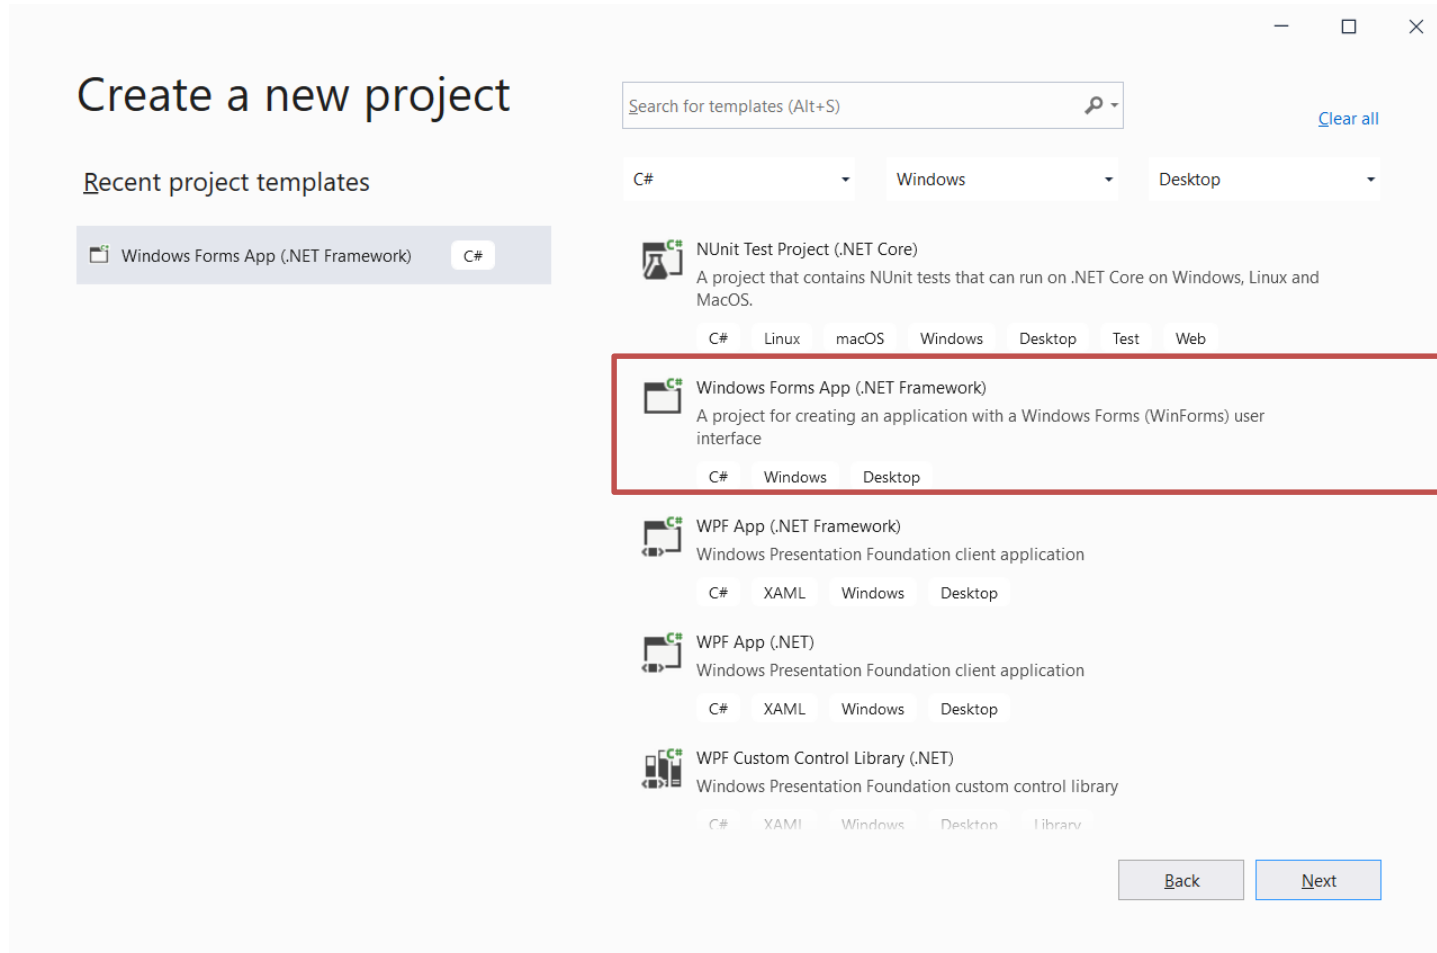 Create a new project
Search for templates (Alt+S)
Clear all
Recent project templates
C#
Windows
Desktop
Windows Forms App (.NET Framework)
C#
NUnit Test Project (.NET Core)
A project that contains NUnit tests that can run on .NET Core on Windows, Linux and
MacOS.
C# Linux macOS Windows Desktop Test Web
Windows Forms App (.NET Framework)
A project for creating an application with a Windows Forms (WinForms) user
interface
C# Windows Desktop
WPF App (.NET Framework)
Windows Presentation Foundation client application
C# XAML Windows Desktop
WPF App (.NET)
Windows Presentation Foundation client application
C# XAML Windows Desktop
WPF Custom Control Library (.NET)
Windows Presentation Foundation custom control library
C# XAML Windows Desktop Library
Back
Next